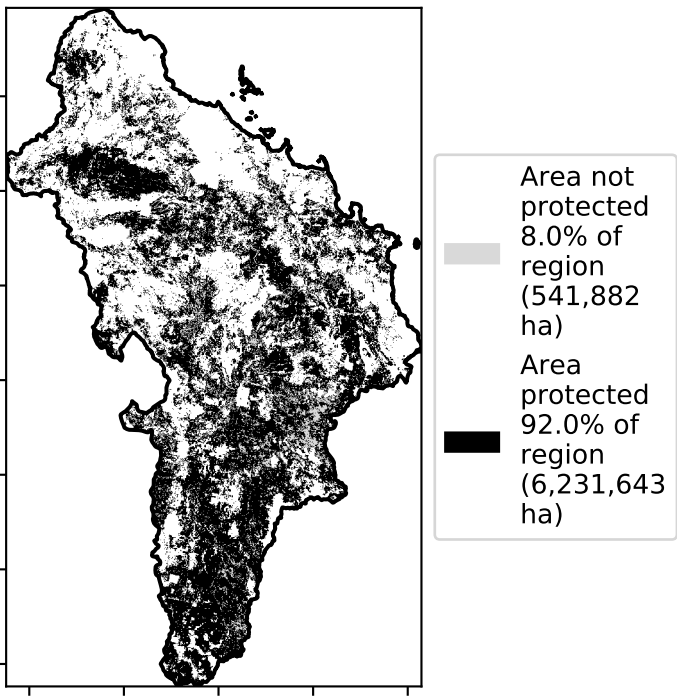 Area not
protected
8.0% of
region
(541,882
ha)
Area
protected
92.0% of
region
(6,231,643
ha)